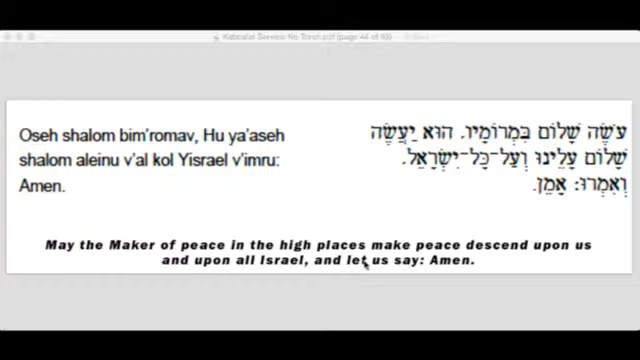 Kabbalat Service No Torah.pdf (page 44 of 93)
Oseh shalom bim'romav, Hu ya'aseh
shalom aleinu v'al kol Yisrael v'imru:
Amen.
עֹשֶׂה שָׁלוֹם בִּמְרוֹמָיו, הוּא יַעֲשֶׂה
שָׁלוֹם עָלֵינוּ וְעַל-כָּל-יִשְׂרָאֵל,
וְאִמְרוּ: אָמֵן.
May the Maker of peace in the high places make peace descend upon us
and upon all Israel, and let us say: Amen.